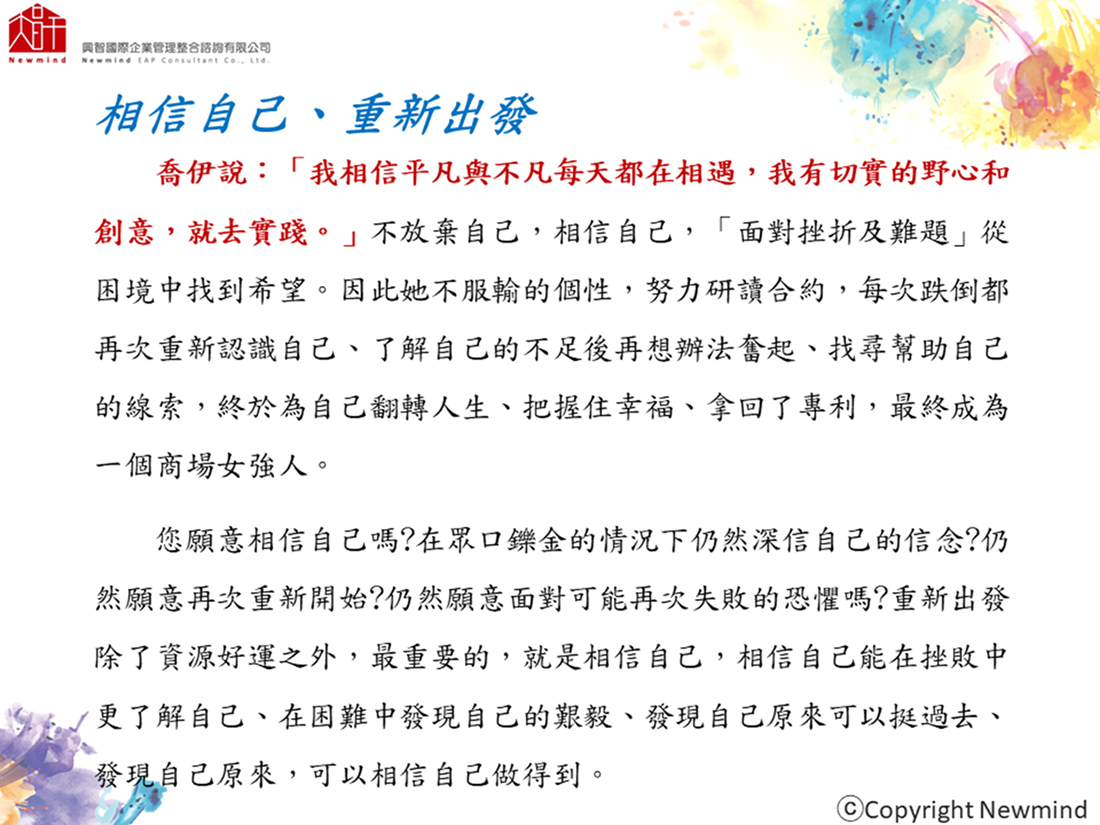 Newmind
興智國際企業管理整合諮詢有限公司
Newmind EAP Consultant Co., Ltd.
相信自己、重新出發
喬伊說：「我相信平凡與不凡每天都在相遇，我有切實的野心和
創意，就去實踐。」不放棄自己，相信自己，「面對挫折及難題」從
困境中找到希望。因此她不服輸的個性，努力研讀合約，每次跌倒都
再次重新認識自己、了解自己的不足後再想辦法奮起、找尋幫助自己
的線索，終於為自己翻轉人生、把握住幸福、拿回了專利，最終成為
一個商場女強人。
您願意相信自己嗎?在眾口鑠金的情況下仍然深信自己的信念?仍
然願意再次重新開始?仍然願意面對可能再次失敗的恐懼嗎?重新出發
除了資源好運之外，最重要的，就是相信自己，相信自己能在挫敗中
更了解自己、在困難中發現自己的艱毅、發現自己原來可以挺過去、
發現自己原來，可以相信自己做得到。
ⓒCopyright Newmind